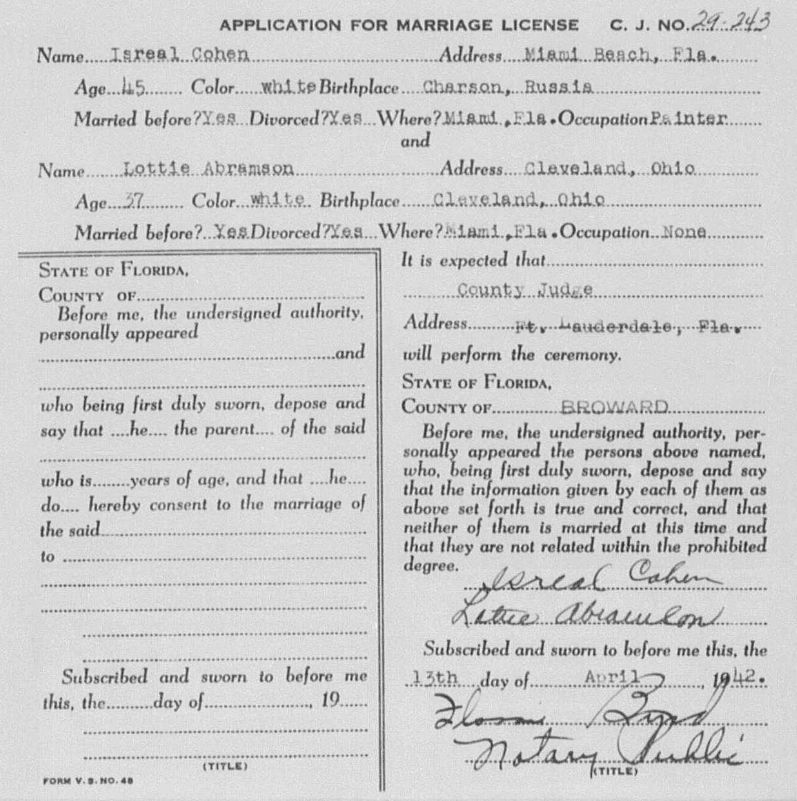 APPLICATION FOR MARRIAGE LICENSE C. J. NO. 29-243
Name Isreal Cohen Address Miami Beach, Fla.
Age 45 Color white Birthplace Charson, Russia
Married before? Yes Divorced? Yes Where? Miami, Fla. Occupation Painter
and
Name Lottie Abramson Address Cleveland, Ohio
Age 37 Color white Birthplace Cleveland, Ohio
Married before? Yes Divorced? Yes Where? Miami, Fla. Occupation None
STATE OF FLORIDA,
COUNTY OF
Before me, the undersigned authority,
personally appeared
and
who being first duly sworn, depose and
say that he the parent of the said
who is years of age, and that he
do hereby consent to the marriage of
the said
to
Subscribed and sworn to before me
this, the day of , 19
(TITLE)
FORM V. S. NO. 48
It is expected that
County Judge
Address Ft. Lauderdale, Fla.
will perform the ceremony.
STATE OF FLORIDA,
COUNTY OF BROWARD
Before me, the undersigned authority, per-
sonally appeared the persons above named,
who, being first duly sworn, depose and say
that the information given by each of them as
above set forth is true and correct, and that
neither of them is married at this time and
that they are not related within the prohibited
degree.
Isreal Cohen
Lottie Abramson
Subscribed and sworn to before me this, the
13th day of April, 1942.
Notary Public
(TITLE)